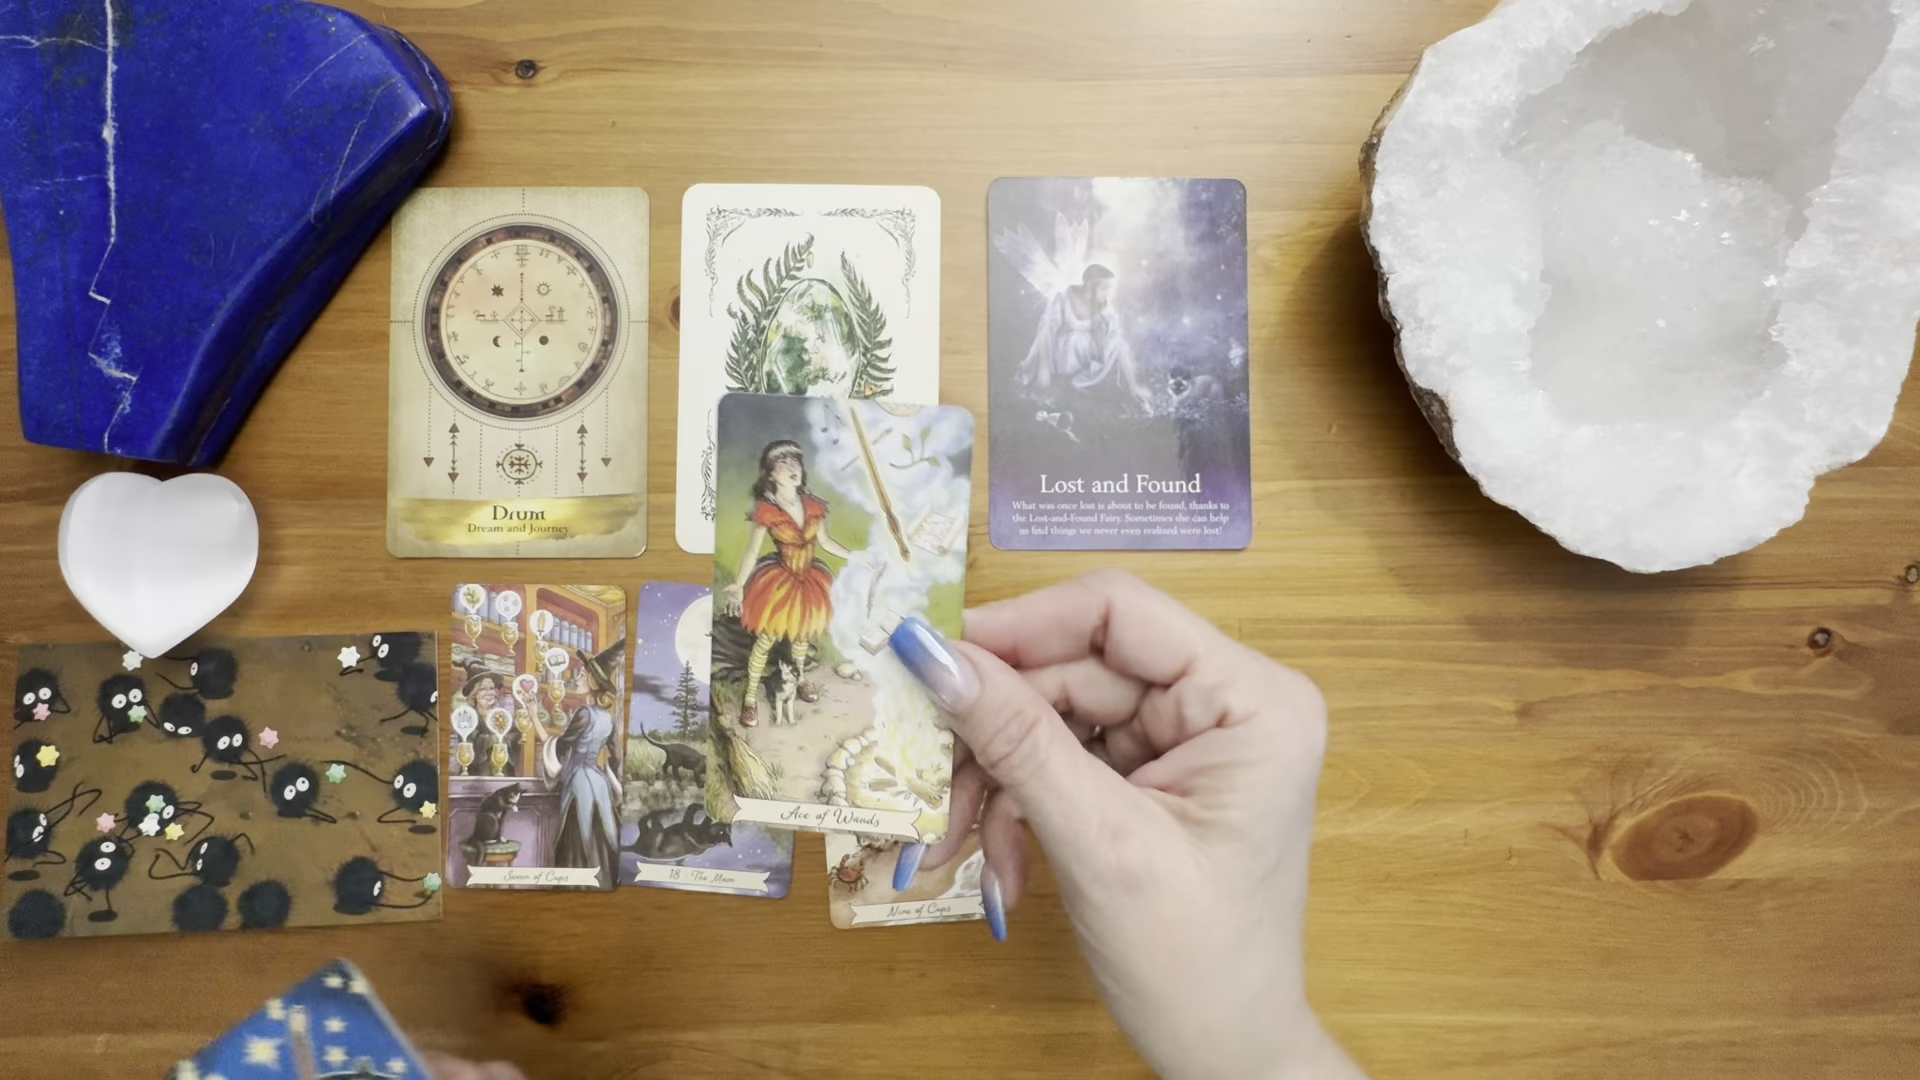 Drum
Dream and Journey
Lost and Found
What was once lost is about to be found, thanks to
the Lost-and-Found Fairy. Sometimes she can help
us find things we never even realized were lost!
Ace of Wands
Seven of Cups
18 - The Moon
Nine of Cups